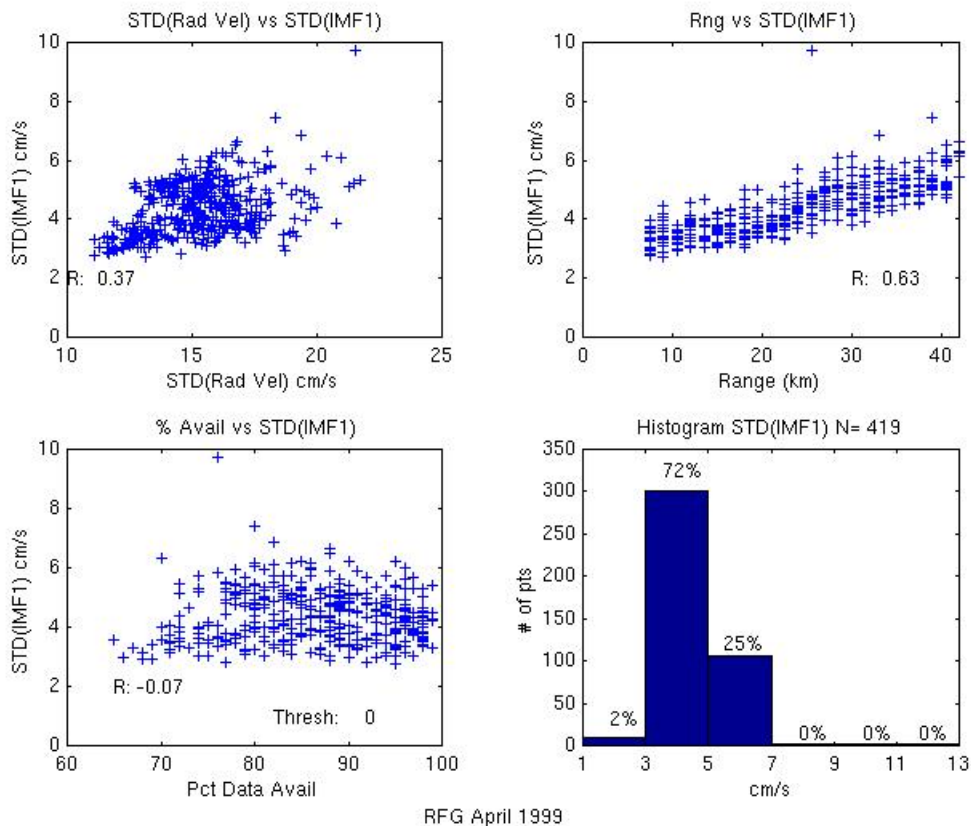 STD(Rad Vel) vs STD(IMF1)
10
8
6
4
2
0
STD(IMF1) cm/s
R: 0.37
10 15 20 25
STD(Rad Vel) cm/s
Rng vs STD(IMF1)
10
8
6
4
2
0
STD(IMF1) cm/s
R: 0.63
0 10 20 30 40
Range (km)
% Avail vs STD(IMF1)
10
8
6
4
2
0
STD(IMF1) cm/s
R: -0.07
Thresh: 0
60 70 80 90 100
Pct Data Avail
Histogram STD(IMF1) N= 419
350
300
250
200
150
100
50
0
# of pts
2%
72%
25%
0%
0%
0%
1 3 5 7 9 11 13
cm/s
RFG April 1999